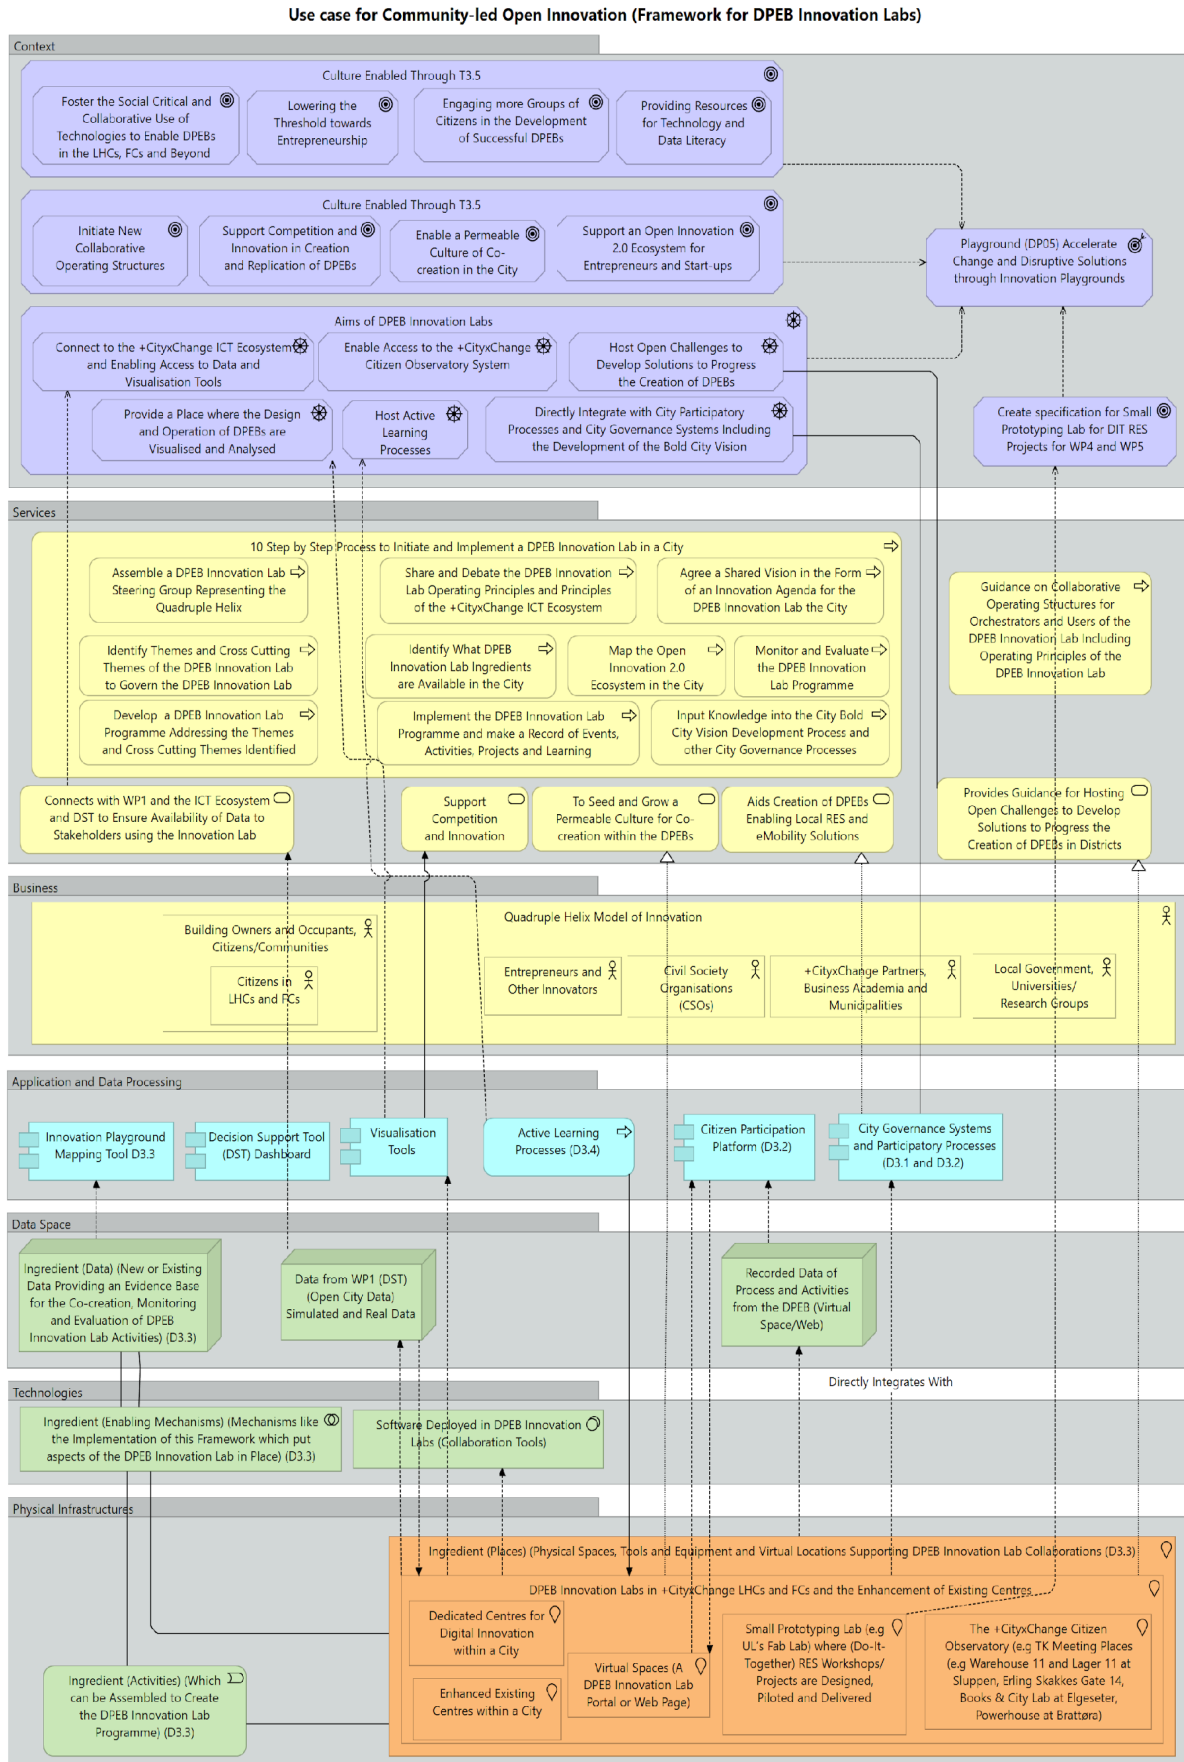 Use case for Community-led Open Innovation (Framework for DPEB Innovation Labs)
Context
Culture Enabled Through T3.5
Foster the Social Critical and
Collaborative Use of
Technologies to Enable DPEBs
in the LHCs, FCs and Beyond
Lowering the
Threshold towards
Entrepreneurship
Engaging more Groups of
Citizens in the Development
of Successful DPEBs
Providing Resources
for Technology and
Data Literacy
Culture Enabled Through T3.5
Initiate New
Collaborative
Operating Structures
Support Competition and
Innovation in Creation
and Replication of DPEBs
Enable a Permeable
Culture of Co-
creation in the City
Support an Open Innovation
2.0 Ecosystem for
Entrepreneurs and Start-ups
Playground (DP05) Accelerate
Change and Disruptive Solutions
through Innovation Playgrounds
Aims of DPEB Innovation Labs
Connect to the +CityxChange ICT Ecosystem
and Enabling Access to Data and
Visualisation Tools
Enable Access to the +CityxChange
Citizen Observatory System
Host Open Challenges to
Develop Solutions to Progress
the Creation of DPEBs
Provide a Place where the Design
and Operation of DPEBs are
Visualised and Analysed
Host Active
Learning
Processes
Directly Integrate with City Participatory
Processes and City Governance Systems Including
the Development of the Bold City Vision
Create specification for Small
Prototyping Lab for DIT RES
Projects for WP4 and WP5
Services
10 Step by Step Process to Initiate and Implement a DPEB Innovation Lab in a City
Assemble a DPEB Innovation Lab
Steering Group Representing the
Quadruple Helix
Share and Debate the DPEB Innovation
Lab Operating Principles and Principles
of the +CityxChange ICT Ecosystem
Agree a Shared Vision in the Form
of an Innovation Agenda for the
DPEB Innovation Lab the City
Identify Themes and Cross Cutting
Themes of the DPEB Innovation Lab
to Govern the DPEB Innovation Lab
Identify What DPEB
Innovation Lab Ingredients
are Available in the City
Map the Open
Innovation 2.0
Ecosystem in the City
Monitor and Evaluate
the DPEB Innovation
Lab Programme
Develop a DPEB Innovation Lab
Programme Addressing the Themes
and Cross Cutting Themes Identified
Implement the DPEB Innovation Lab
Programme and make a Record of Events,
Activities, Projects and Learning
Input Knowledge into the City Bold
City Vision Development Process and
other City Governance Processes
Guidance on Collaborative
Operating Structures for
Orchestrators and Users of the
DPEB Innovation Lab Including
Operating Principles of the
DPEB Innovation Lab
Connects with WP1 and the ICT Ecosystem
and DST to Ensure Availability of Data to
Stakeholders using the Innovation Lab
Support
Competition
and Innovation
To Seed and Grow a
Permeable Culture for Co-
creation within the DPEBs
Aids Creation of DPEBs
Enabling Local RES and
eMobility Solutions
Provides Guidance for Hosting
Open Challenges to Develop
Solutions to Progress the
Creation of DPEBs in Districts
Business
Quadruple Helix Model of Innovation
Building Owners and Occupants,
Citizens/Communities
Citizens in
LHCs and FCs
Entrepreneurs and
Other Innovators
Civil Society
Organisations
(CSOs)
+CityxChange Partners,
Business Academia and
Municipalities
Local Government,
Universities/
Research Groups
Application and Data Processing
Innovation Playground
Mapping Tool D3.3
Decision Support Tool
(DST) Dashboard
Visualisation
Tools
Active Learning
Processes (D3.4)
Citizen Participation
Platform (D3.2)
City Governance Systems
and Participatory Processes
(D3.1 and D3.2)
Data Space
Ingredient (Data) (New or Existing
Data Providing an Evidence Base
for the Co-creation, Monitoring
and Evaluation of DPEB
Innovation Lab Activities) (D3.3)
Data from WP1 (DST)
(Open City Data)
Simulated and Real Data
Recorded Data of
Process and Activities
from the DPEB (Virtual
Space/Web)
Directly Integrates With
Technologies
Ingredient (Enabling Mechanisms) (Mechanisms like
the Implementation of this Framework which put
aspects of the DPEB Innovation Lab in Place) (D3.3)
Software Deployed in DPEB Innovation
Labs (Collaboration Tools)
Physical Infrastructures
Ingredient (Places) (Physical Spaces, Tools and Equipment and Virtual Locations Supporting DPEB Innovation Lab Collaborations (D3.3)
DPEB Innovation Labs in +CityxChange LHCs and FCs and the Enhancement of Existing Centres
Dedicated Centres for
Digital Innovation
within a City
Enhanced Existing
Centres within a City
Virtual Spaces (A
DPEB Innovation Lab
Portal or Web Page)
Small Prototyping Lab (e.g
UL's Fab Lab) where (Do-It-
Together) RES Workshops/
Projects are Designed,
Piloted and Delivered
The +CityxChange Citizen
Observatory (e.g TK Meeting Places
(e.g Warehouse 11 and Lager 11 at
Sluppen, Erling Skakkes Gate 14,
Books & City Lab at Elgeseter,
Powerhouse at Brattøra)
Ingredient (Activities) (Which
can be Assembled to Create
the DPEB Innovation Lab
Programme) (D3.3)